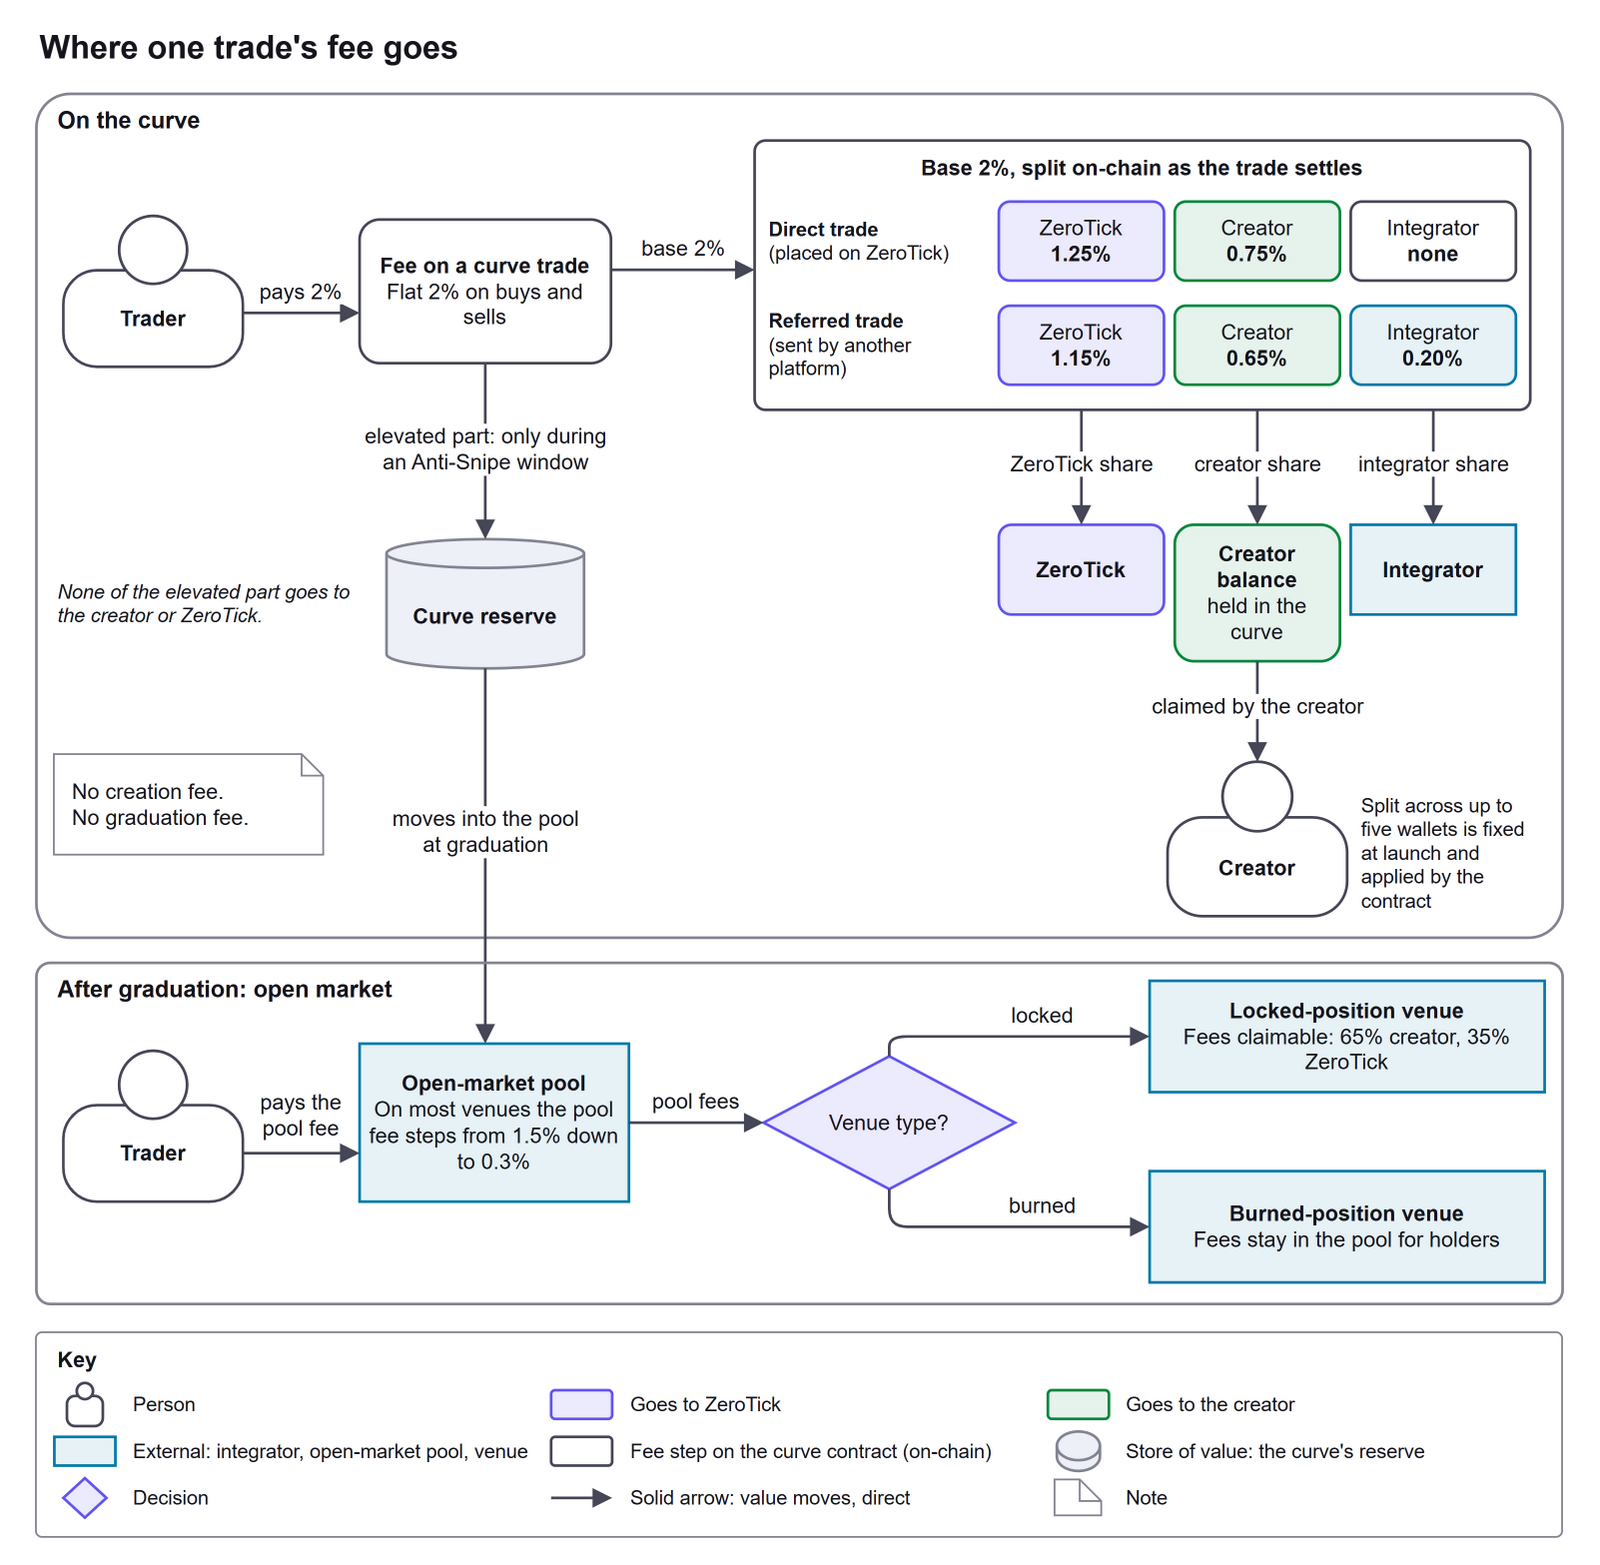 Where one trade's fee goes
On the curve
Trader
pays 2%
Fee on a curve trade
Flat 2% on buys and
sells
base 2%
Base 2%, split on-chain as the trade settles
Direct trade
(placed on ZeroTick)
ZeroTick
1.25%
Creator
0.75%
Integrator
none
Referred trade
(sent by another
platform)
ZeroTick
1.15%
Creator
0.65%
Integrator
0.20%
elevated part: only during
an Anti-Snipe window
ZeroTick share
creator share
integrator share
None of the elevated part goes to
the creator or ZeroTick.
Curve reserve
ZeroTick
Creator
balance
held in the
curve
Integrator
claimed by the creator
No creation fee.
No graduation fee.
moves into the pool
at graduation
Creator
Split across up to
five wallets is fixed
at launch and
applied by the
contract
After graduation: open market
Trader
pays the
pool fee
Open-market pool
On most venues the pool
fee steps from 1.5% down
to 0.3%
pool fees
Venue type?
locked
Locked-position venue
Fees claimable: 65% creator, 35%
ZeroTick
burned
Burned-position venue
Fees stay in the pool for holders
Key
Person
Goes to ZeroTick
Goes to the creator
External: integrator, open-market pool, venue
Fee step on the curve contract (on-chain)
Store of value: the curve's reserve
Decision
Solid arrow: value moves, direct
Note